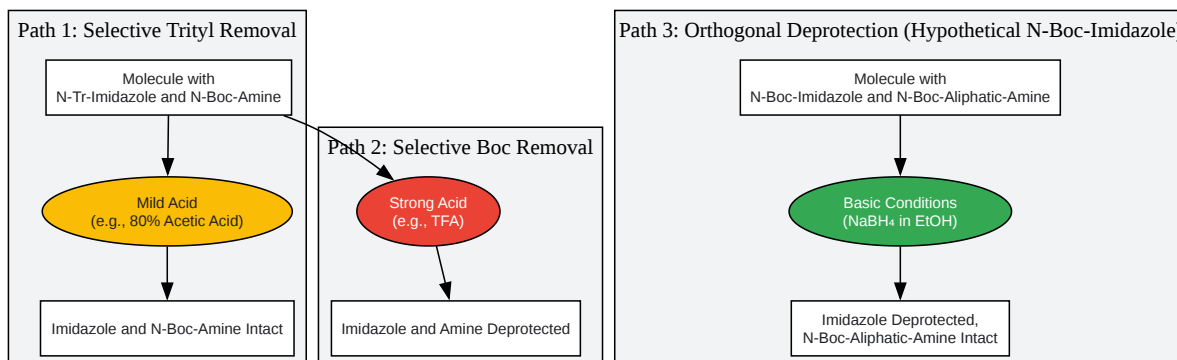 Path 1: Selective Trityl Removal
Molecule with
N-Tr-Imidazole and N-Boc-Amine
Mild Acid
(e.g., 80% Acetic Acid)
Imidazole and N-Boc-Amine Intact
Path 2: Selective Boc Removal
Strong Acid
(e.g., TFA)
Imidazole and Amine Deprotected
Path 3: Orthogonal Deprotection (Hypothetical N-Boc-Imidazole)
Molecule with
N-Boc-Imidazole and N-Boc-Aliphatic-Amine
Basic Conditions
(NaBH₄ in EtOH)
Imidazole Deprotected,
N-Boc-Aliphatic-Amine Intact